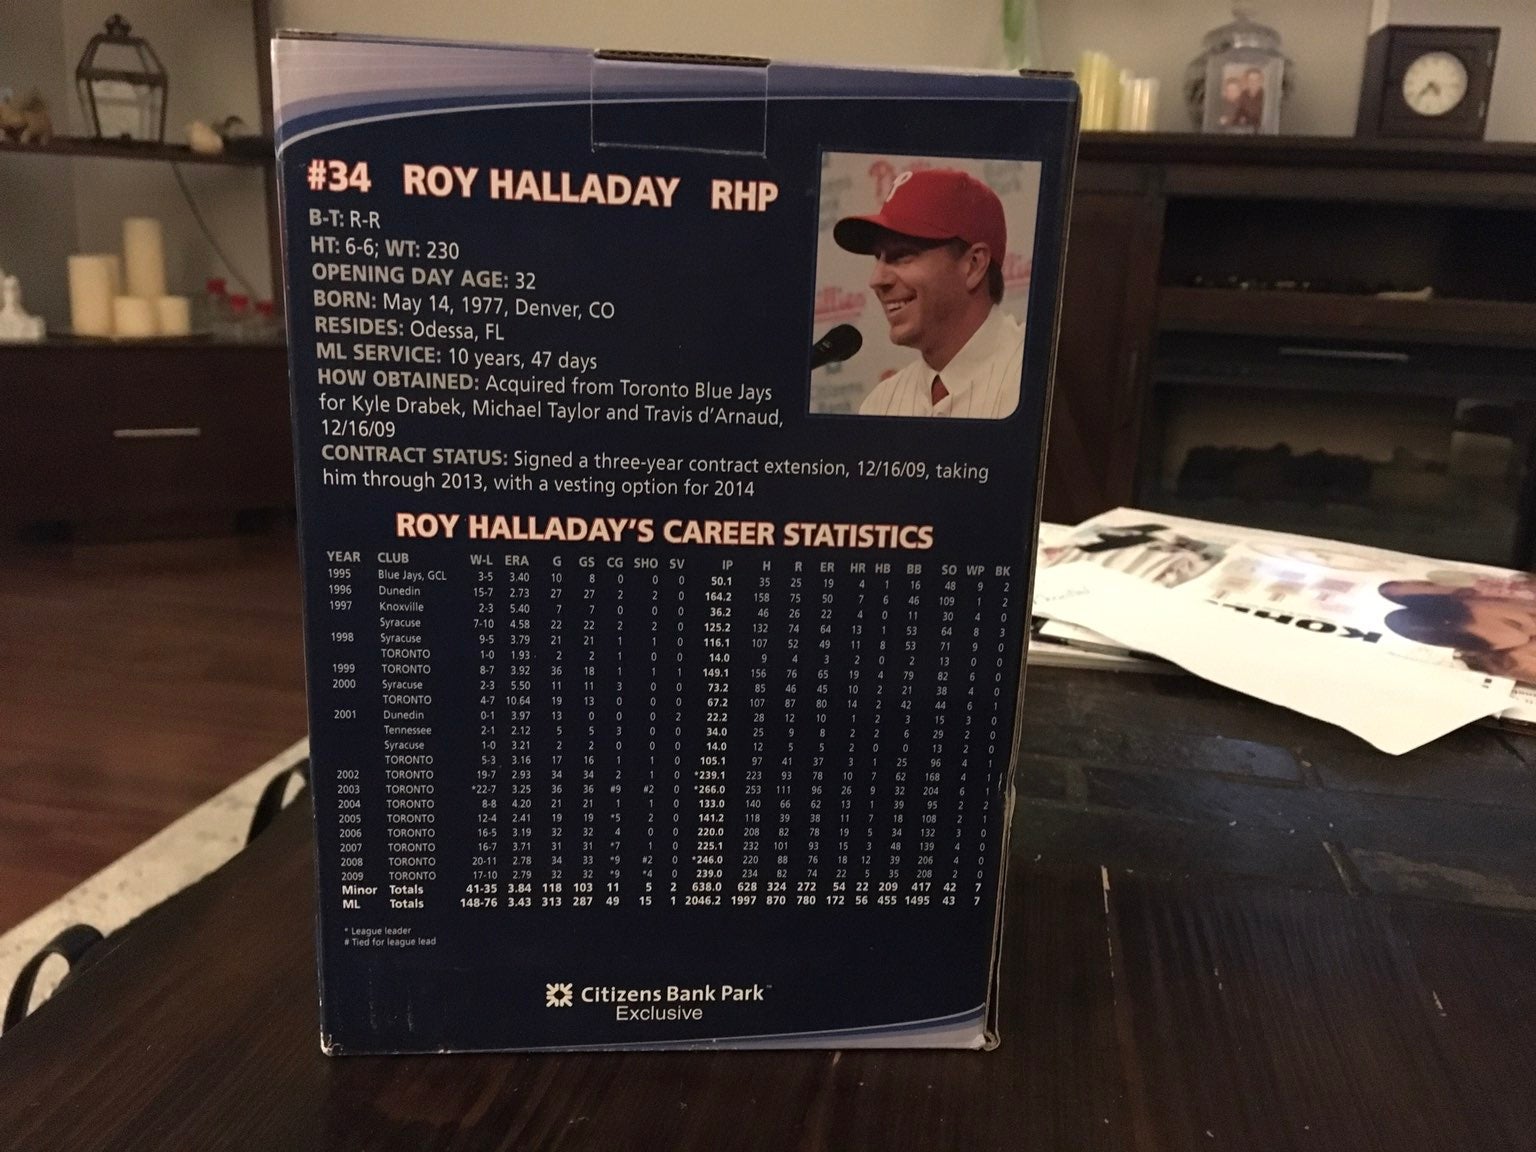 #34 ROY HALLADAY RHP
B-T: R-R
HT: 6-6; WT: 230
OPENING DAY AGE: 32
BORN: May 14, 1977, Denver, CO
RESIDES: Odessa, FL
ML SERVICE: 10 years, 47 days
HOW OBTAINED: Acquired from Toronto Blue Jays
for Kyle Drabek, Michael Taylor and Travis d'Arnaud,
12/16/09
CONTRACT STATUS: Signed a three-year contract extension, 12/16/09, taking
him through 2013, with a vesting option for 2014
ROY HALLADAY'S CAREER STATISTICS
YEAR CLUB W-L ERA G GS CG SHO SV IP H R ER HR HB BB SO WP BK
1995 Blue Jays, GCL 3-5 3.40 10 8 0 0 0 50.1 35 25 19 4 1 16 48 9 2
1996 Dunedin 15-7 2.73 27 27 2 2 0 164.2 158 75 50 7 6 46 109 1 2
1997 Knoxville 2-3 5.40 7 7 0 0 0 36.2 46 26 22 4 0 11 30 4 0
Syracuse 7-10 4.58 22 22 2 2 0 125.2 132 74 64 13 1 53 64 8 3
1998 Syracuse 9-5 3.79 21 21 1 1 0 116.1 107 52 49 11 8 53 71 9 0
TORONTO 1-0 1.93 2 2 1 0 0 14.0 9 4 3 2 0 2 13 0 0
1999 TORONTO 8-7 3.92 36 18 1 1 1 149.1 156 76 65 19 4 79 82 6 0
2000 Syracuse 2-3 5.50 11 11 3 0 0 73.2 85 46 45 10 2 21 38 4 0
TORONTO 4-7 10.64 19 13 0 0 0 67.2 107 87 80 14 2 42 44 6 1
2001 Dunedin 0-1 3.97 13 0 0 0 2 22.2 28 12 10 1 2 3 15 3 0
Tennessee 2-1 2.12 5 5 3 0 0 34.0 25 9 8 2 2 6 29 2 0
Syracuse 1-0 3.21 2 2 0 0 0 14.0 12 5 5 2 0 0 13 2 0
TORONTO 5-3 3.16 17 16 1 1 0 105.1 97 41 37 3 1 25 96 4 1
2002 TORONTO 19-7 2.93 34 34 2 1 0 *239.1 223 93 78 10 7 62 168 4 1
2003 TORONTO *22-7 3.25 36 36 #9 #2 0 *266.0 253 111 96 26 9 32 204 6 1
2004 TORONTO 8-8 4.20 21 21 1 1 0 133.0 140 66 62 13 1 39 95 2 2
2005 TORONTO 12-4 2.41 19 19 *5 2 0 141.2 118 39 38 11 7 18 108 2 1
2006 TORONTO 16-5 3.19 32 32 4 0 0 220.0 208 82 78 19 5 34 132 3 0
2007 TORONTO 16-7 3.71 31 31 *7 1 0 225.1 232 101 93 15 3 48 139 4 0
2008 TORONTO 20-11 2.78 34 33 *9 #2 0 *246.0 220 88 76 18 12 39 206 4 0
2009 TORONTO 17-10 2.79 32 32 *9 *4 0 239.0 234 82 74 22 5 35 208 2 0
Minor Totals 41-35 3.84 118 103 11 5 2 638.0 628 324 272 54 22 209 417 42 7
ML Totals 148-76 3.43 313 287 49 15 1 2046.2 1997 870 780 172 56 455 1495 43 7
* League leader
# Tied for league lead
Citizens Bank Park™
Exclusive